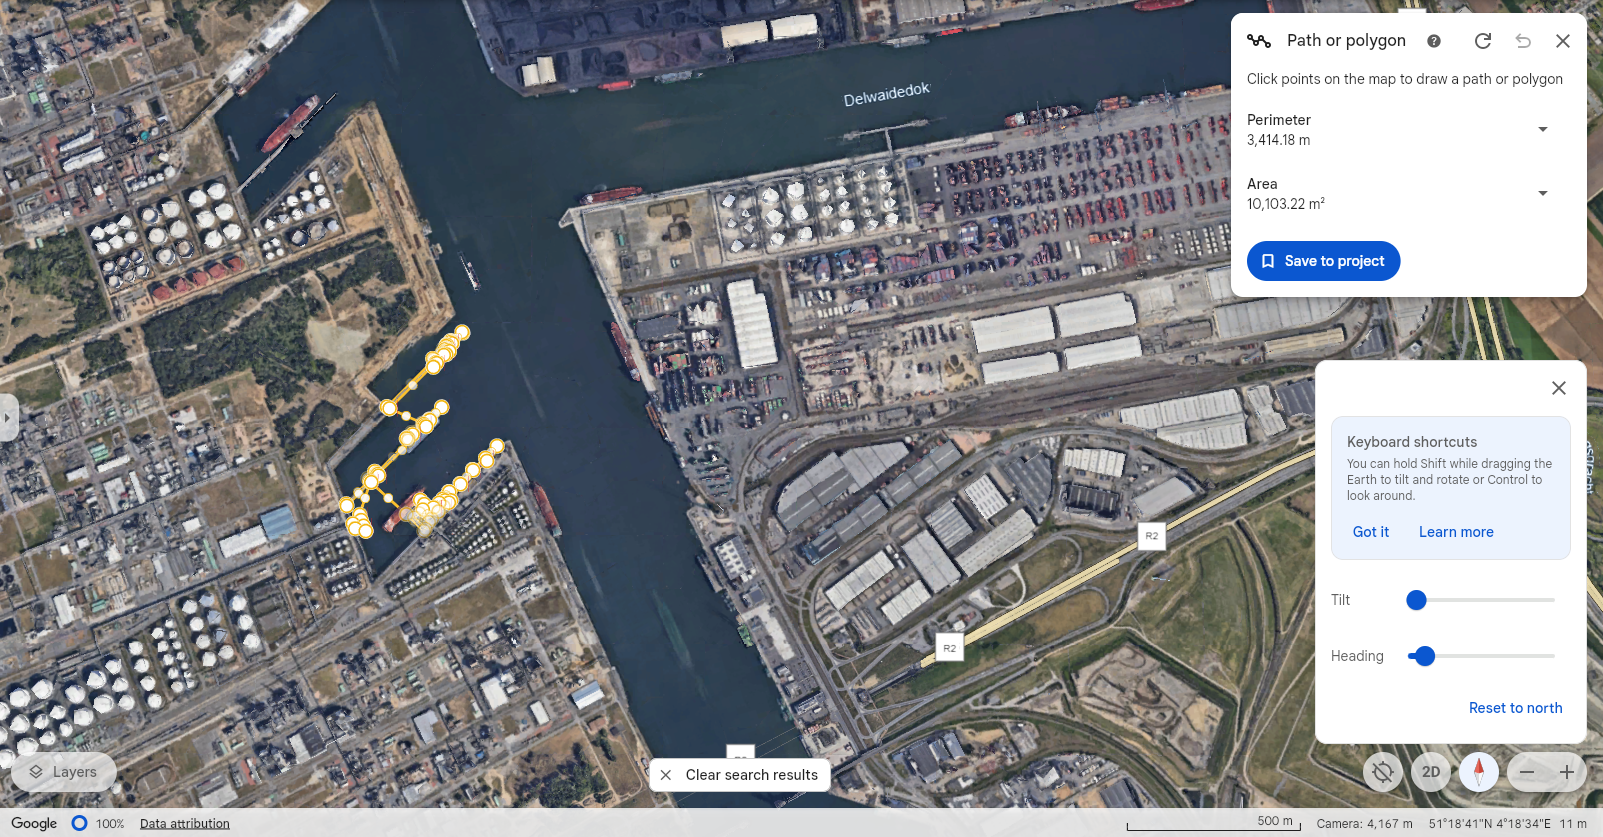 Delwaidedok
Path or polygon
Click points on the map to draw a path or polygon
Perimeter
3,414.18 m
Area
10,103.22 m²
Save to project
Keyboard shortcuts
You can hold Shift while dragging the
Earth to tilt and rotate or Control to
look around.
Got it
Learn more
Tilt
Heading
Reset to north
R2
R2
Layers
Clear search results
2D
Google
100%
Data attribution
500 m
Camera: 4,167 m
51°18'41"N 4°18'34"E
11 m